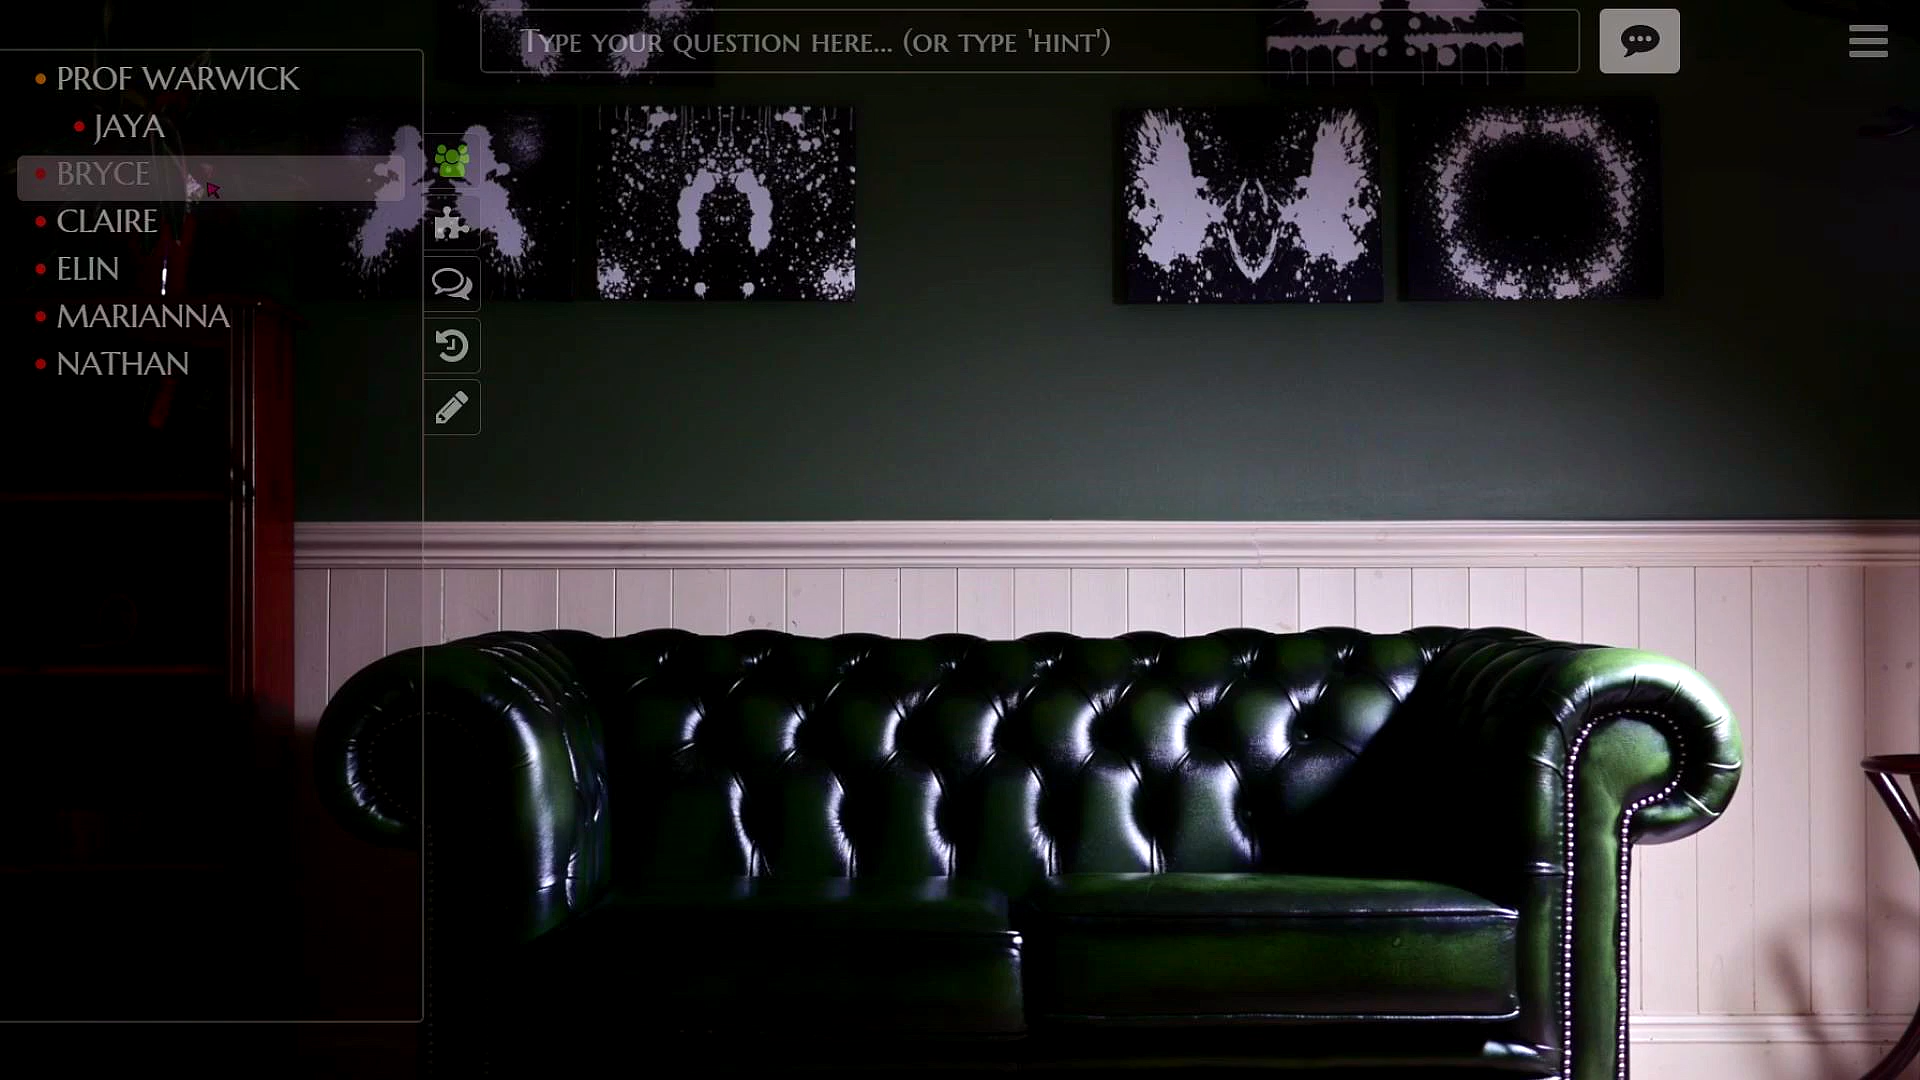 Type your question here... (or type 'hint')
PROF WARWICK
JAYA
BRYCE
CLAIRE
ELIN
MARIANNA
NATHAN